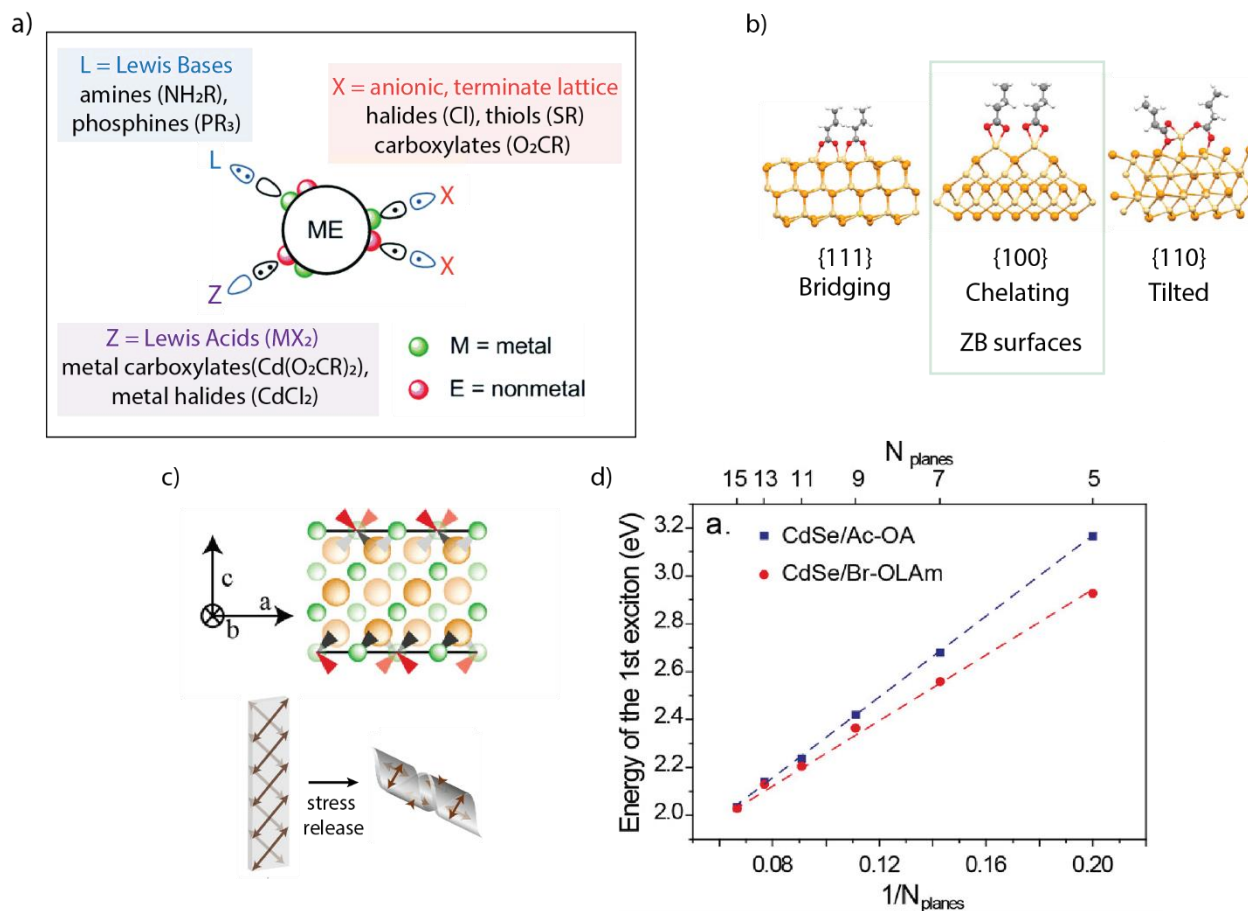 a)
L = Lewis Bases
amines (NH₂R),
phosphines (PR₃)
X = anionic, terminate lattice
halides (Cl), thiols (SR)
carboxylates (O₂CR)
L
X
ME
X
Z
Z = Lewis Acids (MX₂)
metal carboxylates(Cd(O₂CR)₂),
metal halides (CdCl₂)
M = metal
E = nonmetal
b)
{111}
Bridging
{100}
Chelating
{110}
Tilted
ZB surfaces
c)
c
a
b
stress
release
d)
N planes
15 13 11 9 7 5
a.
CdSe/Ac-OA
CdSe/Br-OLAm
Energy of the 1st exciton (eV)
3.2
3.0
2.8
2.6
2.4
2.2
2.0
0.08 0.12 0.16 0.20
1/N planes